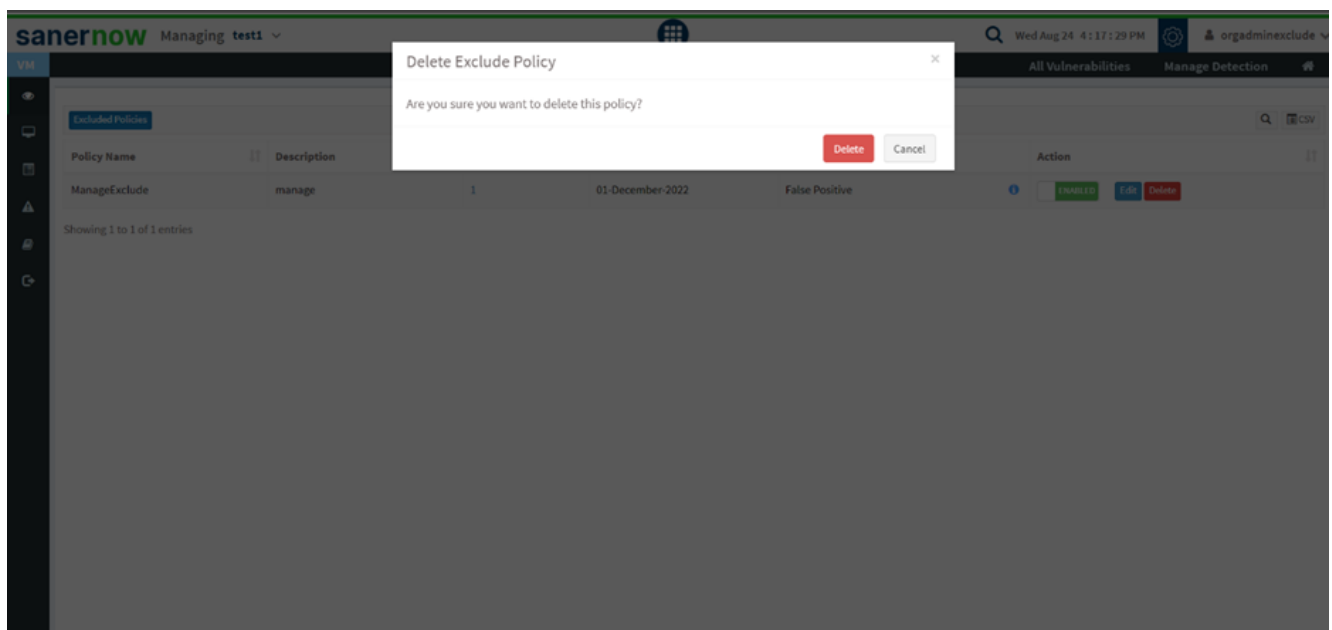 sanernow Managing test1 Wed Aug 24 4:17:29 PM orgadminexclude
VM All Vulnerabilities Manage Detection
Delete Exclude Policy ×
Are you sure you want to delete this policy?
Delete Cancel
Excluded Policies CSV
Policy Name Description Action
ManageExclude manage 1 01-December-2022 False Positive ENABLED Edit Delete
Showing 1 to 1 of 1 entries